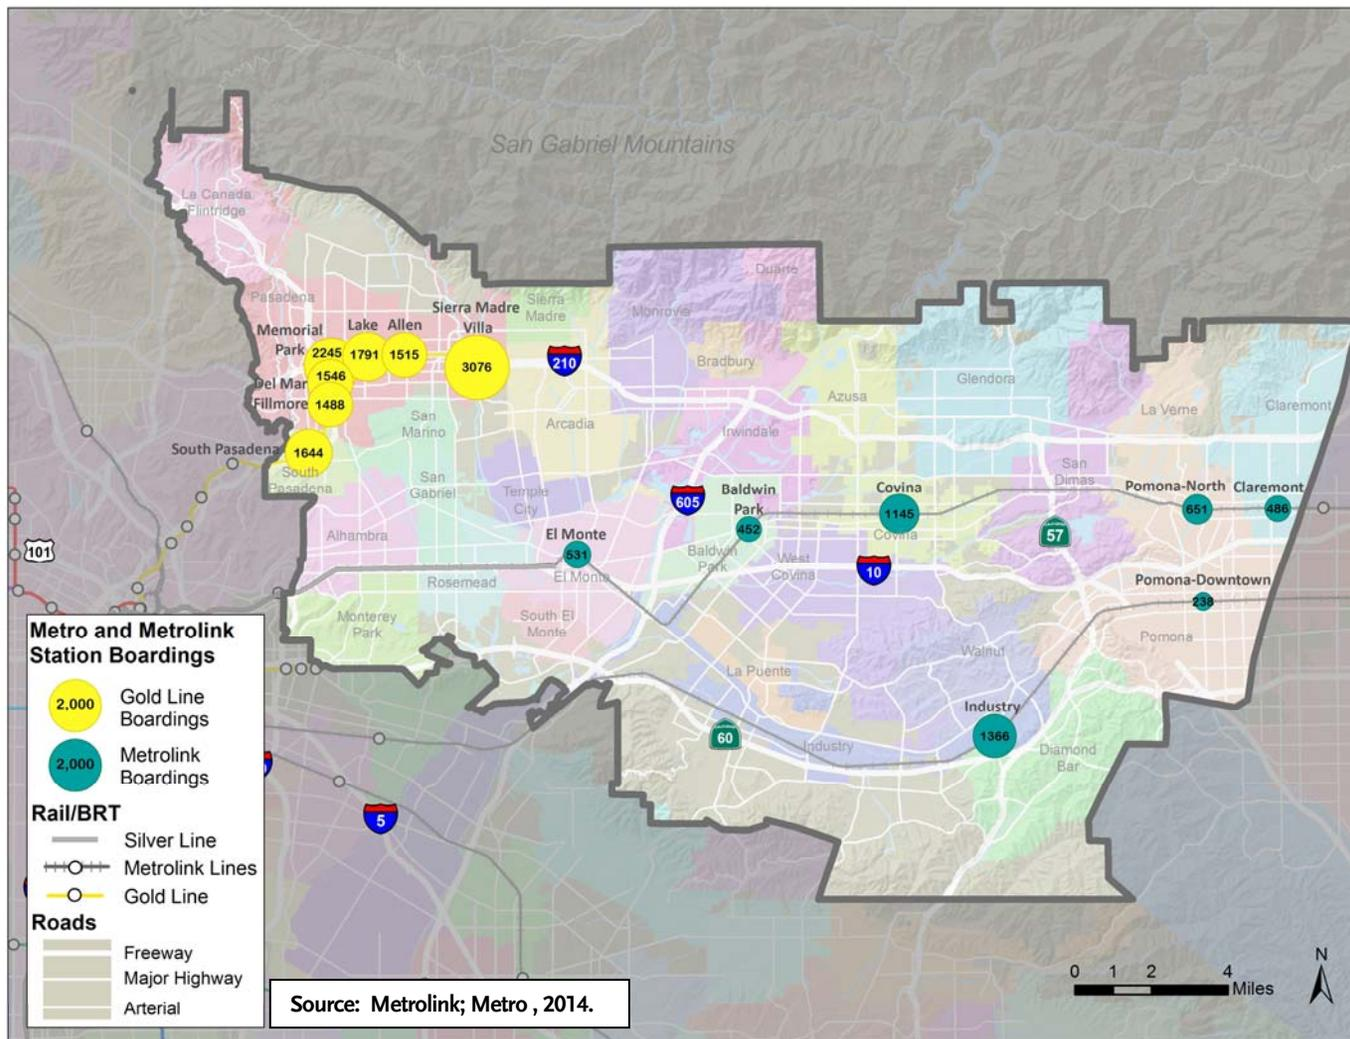 San Gabriel Mountains
La Canada
Flintridge
Pasadena
Sierra Madre
Villa
Sierra
Madre
Monrovia
Duarte
Memorial
Park
Lake
Allen
2245
1791
1515
3076
210
Bradbury
1546
Del Mar
Fillmore
1488
Azusa
Glendora
La Verne
Claremont
San
Marino
Arcadia
Irwindale
South Pasadena
1644
South
Pasadena
San
Gabriel
Temple
City
605
Baldwin
Park
452
Covina
1145
Covina
San
Dimas
57
Pomona-North
651
Claremont
486
101
Alhambra
El Monte
531
El Monte
Baldwin
Park
West
Covina
10
Rosemead
Pomona-Downtown
238
Monterey
Park
South El
Monte
La Puente
Walnut
Pomona
Industry
1366
60
Industry
Diamond
Bar
5
Metro and Metrolink
Station Boardings
2,000
Gold Line
Boardings
2,000
Metrolink
Boardings
Rail/BRT
Silver Line
Metrolink Lines
Gold Line
Roads
Freeway
Major Highway
Arterial
Source: Metrolink; Metro , 2014.
N
0 1 2 4
Miles